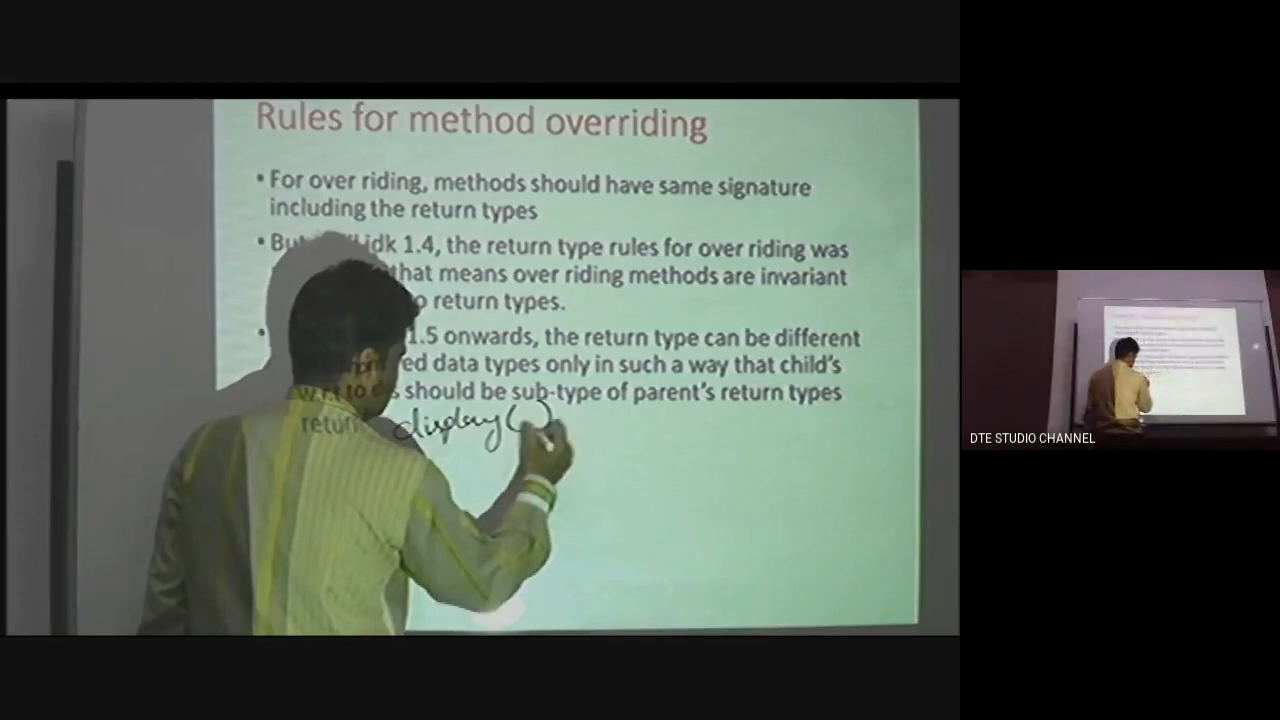 Rules for method overriding
• For over riding, methods should have same signature
including the return types
• But jdk 1.4, the return type rules for over riding was
that means over riding methods are invariant
return types.
• 1.5 onwards, the return type can be different
data types only in such a way that child's
should be sub-type of parent's return types
display()
DTE STUDIO CHANNEL